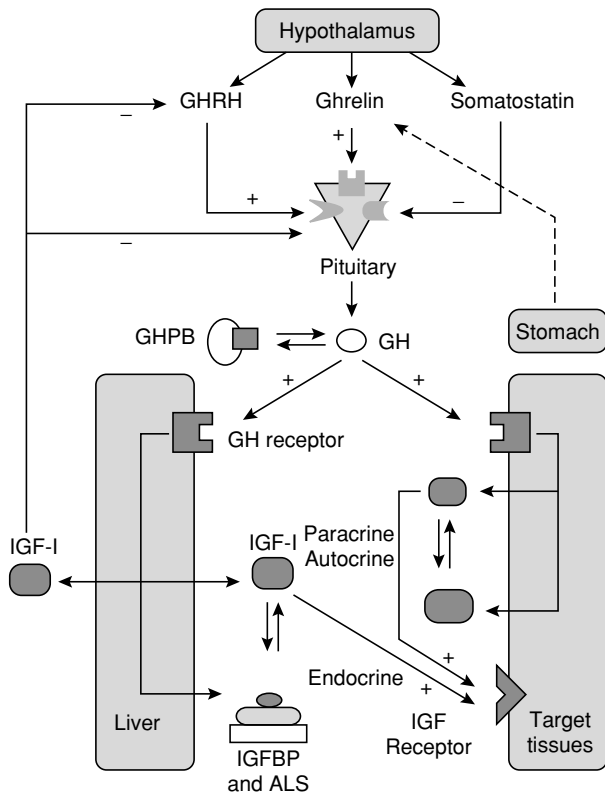 Hypothalamus
GHRH
Ghrelin
Somatostatin
–
+
+
–
–
Pituitary
Stomach
GHPB
GH
+
+
GH receptor
IGF-I
IGF-I
Paracrine
Autocrine
+
Endocrine
+
Liver
IGF
Receptor
Target
tissues
IGFBP
and ALS